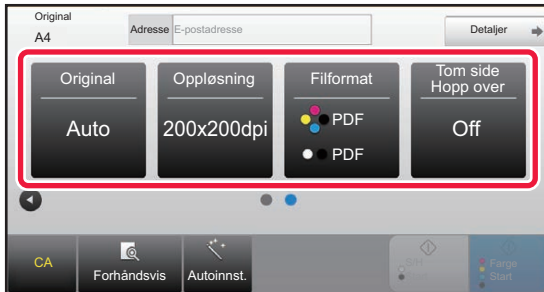 Original
A4
Adresse E-postadresse
Detaljer
Original
Auto
Oppløsning
200x200dpi
Filformat
PDF
PDF
Tom side
Hopp over
Off
CA
Forhåndsvis
Autoinnst.
S/H
Start
Farge
Start